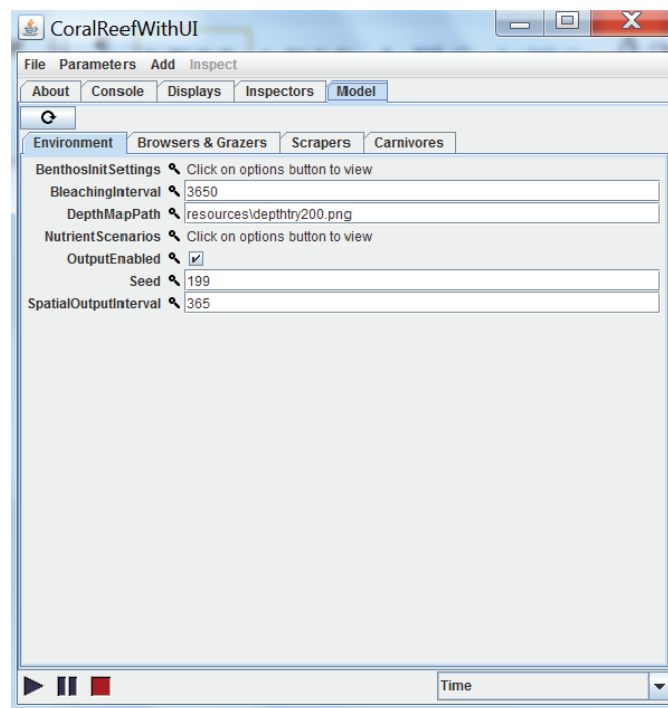 CoralReefWithUI
File Parameters Add Inspect
About Console Displays Inspectors Model
Environment Browsers & Grazers Scrapers Carnivores
BenthosInitSettings Click on options button to view
BleachingInterval 3650
DepthMapPath resources\depthtry200.png
NutrientScenarios Click on options button to view
OutputEnabled
Seed 199
SpatialOutputInterval 365
Time